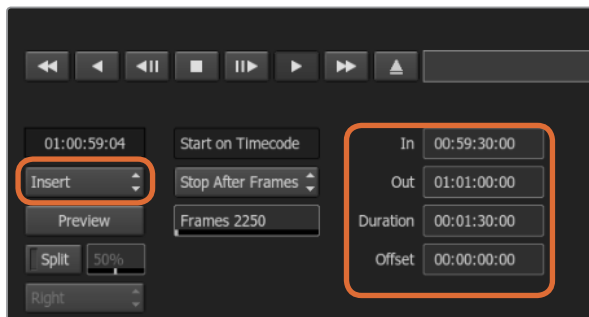 01:00:59:04 Start on Timecode In 00:59:30:00
Insert Stop After Frames Out 01:01:00:00
Preview Frames 2250 Duration 00:01:30:00
Split 50% Offset 00:00:00:00
Right